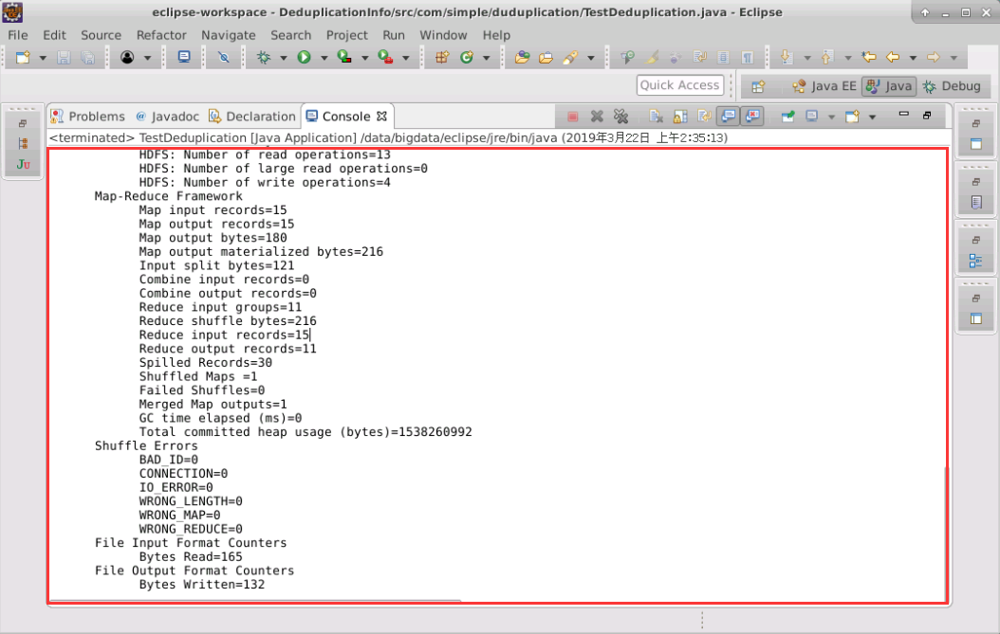 eclipse-workspace - DeduplicationInfo/src/com/simple/duduplication/TestDeduplication.java - Eclipse
File Edit Source Refactor Navigate Search Project Run Window Help
Quick Access
Java EE Java Debug
Problems @ Javadoc Declaration Console
<terminated> TestDeduplication [Java Application] /data/bigdata/eclipse/jre/bin/java (2019年3月22日 上午2:35:13)
HDFS: Number of read operations=13
HDFS: Number of large read operations=0
HDFS: Number of write operations=4
Map-Reduce Framework
Map input records=15
Map output records=15
Map output bytes=180
Map output materialized bytes=216
Input split bytes=121
Combine input records=0
Combine output records=0
Reduce input groups=11
Reduce shuffle bytes=216
Reduce input records=15
Reduce output records=11
Spilled Records=30
Shuffled Maps =1
Failed Shuffles=0
Merged Map outputs=1
GC time elapsed (ms)=0
Total committed heap usage (bytes)=1538260992
Shuffle Errors
BAD_ID=0
CONNECTION=0
IO_ERROR=0
WRONG_LENGTH=0
WRONG_MAP=0
WRONG_REDUCE=0
File Input Format Counters
Bytes Read=165
File Output Format Counters
Bytes Written=132